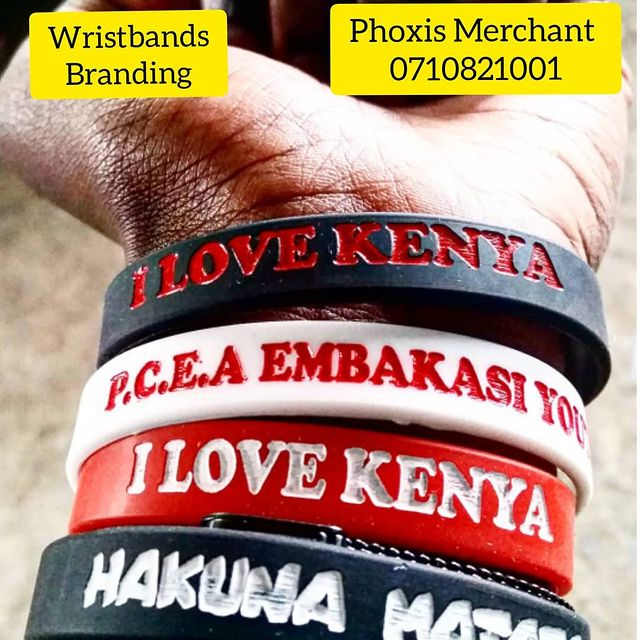 Wristbands
Branding
Phoxis Merchant
0710821001
I LOVE KENYA
P.C.E.A EMBAKASI
I LOVE KENYA
HAKUNA